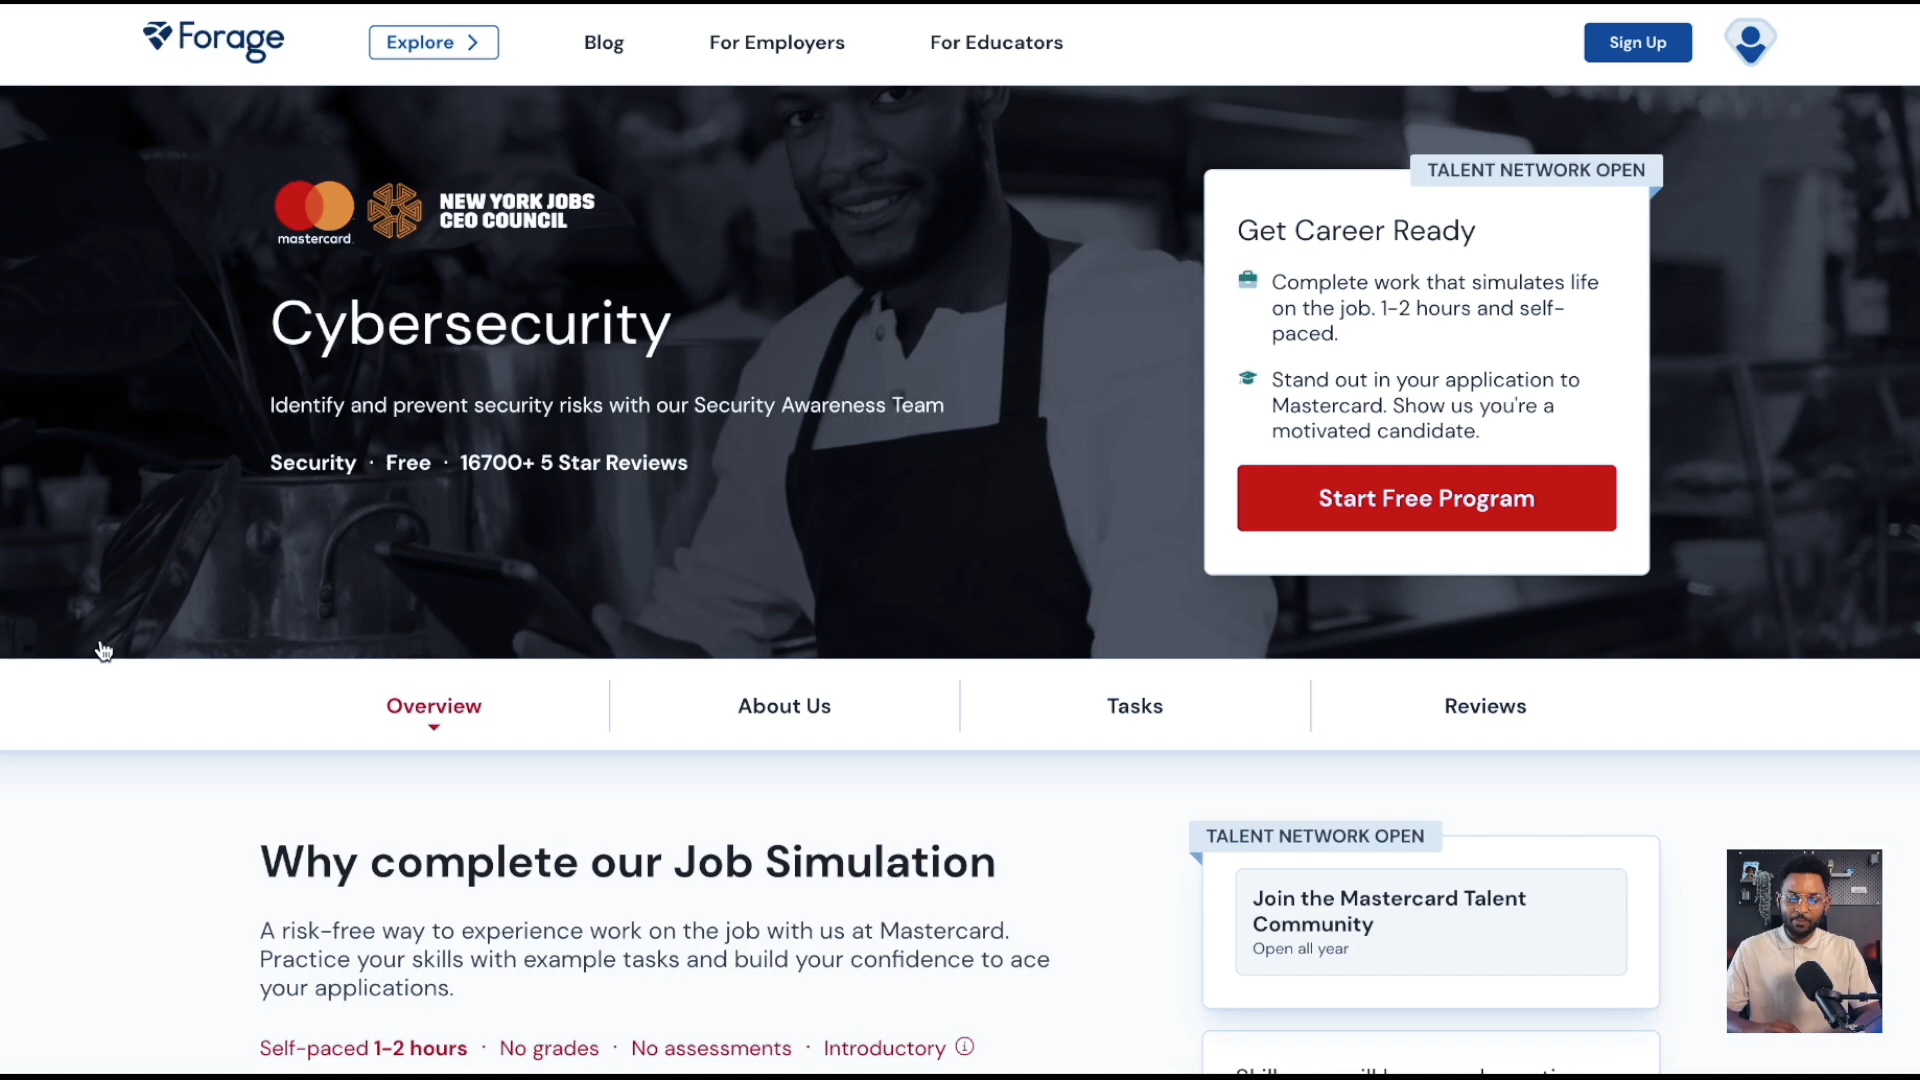 Forage
Explore
Blog
For Employers
For Educators
Sign Up
mastercard
NEW YORK JOBS
CEO COUNCIL
Cybersecurity
Identify and prevent security risks with our Security Awareness Team
Security · Free · 16700+ 5 Star Reviews
TALENT NETWORK OPEN
Get Career Ready
Complete work that simulates life
on the job. 1-2 hours and self-
paced.
Stand out in your application to
Mastercard. Show us you're a
motivated candidate.
Start Free Program
Overview
About Us
Tasks
Reviews
Why complete our Job Simulation
A risk-free way to experience work on the job with us at Mastercard.
Practice your skills with example tasks and build your confidence to ace
your applications.
Self-paced 1-2 hours · No grades · No assessments · Introductory
TALENT NETWORK OPEN
Join the Mastercard Talent
Community
Open all year